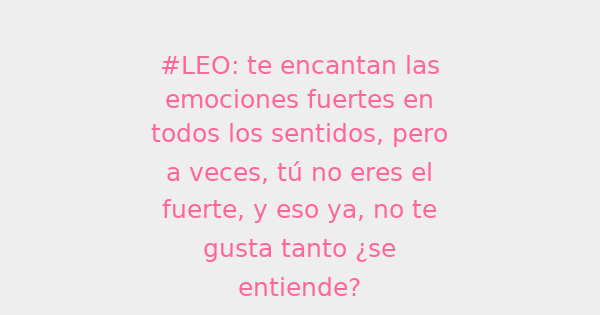 #LEO: te encantan las
emociones fuertes en
todos los sentidos, pero
a veces, tú no eres el
fuerte, y eso ya, no te
gusta tanto ¿se
entiende?